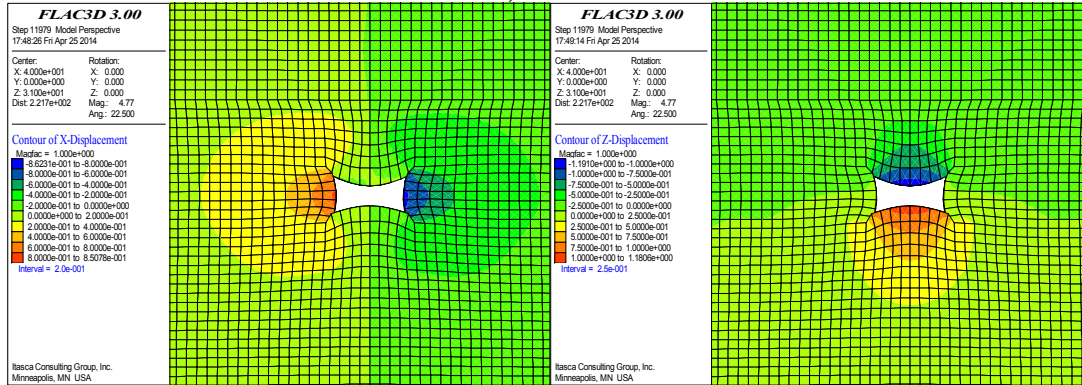 FLAC3D 3.00
Step 11979 Model Perspective
17:48:26 Fri Apr 25 2014
Center: Rotation:
X: 4.000e+001 X: 0.000
Y: 0.000e+000 Y: 0.000
Z: 3.100e+001 Z: 0.000
Dist: 2.217e+002 Mag.: 4.77
Ang.: 22.500
Contour of X-Displacement
Magfac = 1.000e+000
-8.6231e-001 to -8.0000e-001
-8.0000e-001 to -6.0000e-001
-6.0000e-001 to -4.0000e-001
-4.0000e-001 to -2.0000e-001
-2.0000e-001 to 0.0000e+000
0.0000e+000 to 2.0000e-001
2.0000e-001 to 4.0000e-001
4.0000e-001 to 6.0000e-001
6.0000e-001 to 8.0000e-001
8.0000e-001 to 8.5078e-001
Interval = 2.0e-001
Itasca Consulting Group, Inc.
Minneapolis, MN USA
FLAC3D 3.00
Step 11979 Model Perspective
17:49:14 Fri Apr 25 2014
Center: Rotation:
X: 4.000e+001 X: 0.000
Y: 0.000e+000 Y: 0.000
Z: 3.100e+001 Z: 0.000
Dist: 2.217e+002 Mag.: 4.77
Ang.: 22.500
Contour of Z-Displacement
Magfac = 1.000e+000
-1.1910e+000 to -1.0000e+000
-1.0000e+000 to -7.5000e-001
-7.5000e-001 to -5.0000e-001
-5.0000e-001 to -2.5000e-001
-2.5000e-001 to 0.0000e+000
0.0000e+000 to 2.5000e-001
2.5000e-001 to 5.0000e-001
5.0000e-001 to 7.5000e-001
7.5000e-001 to 1.0000e+000
1.0000e+000 to 1.1806e+000
Interval = 2.5e-001
Itasca Consulting Group, Inc.
Minneapolis, MN USA